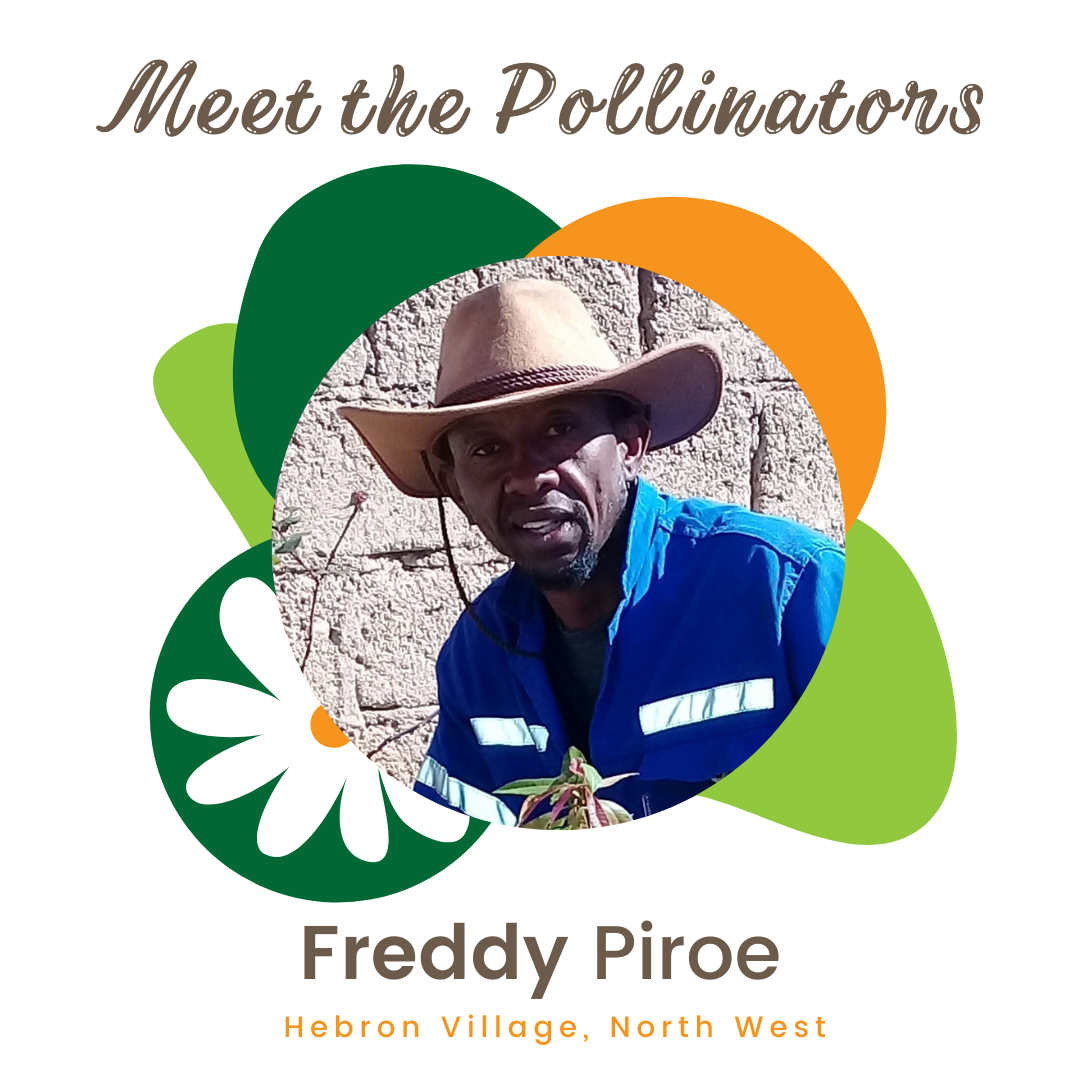 Meet the Pollinators
Freddy Piroe
Hebron Village, North West